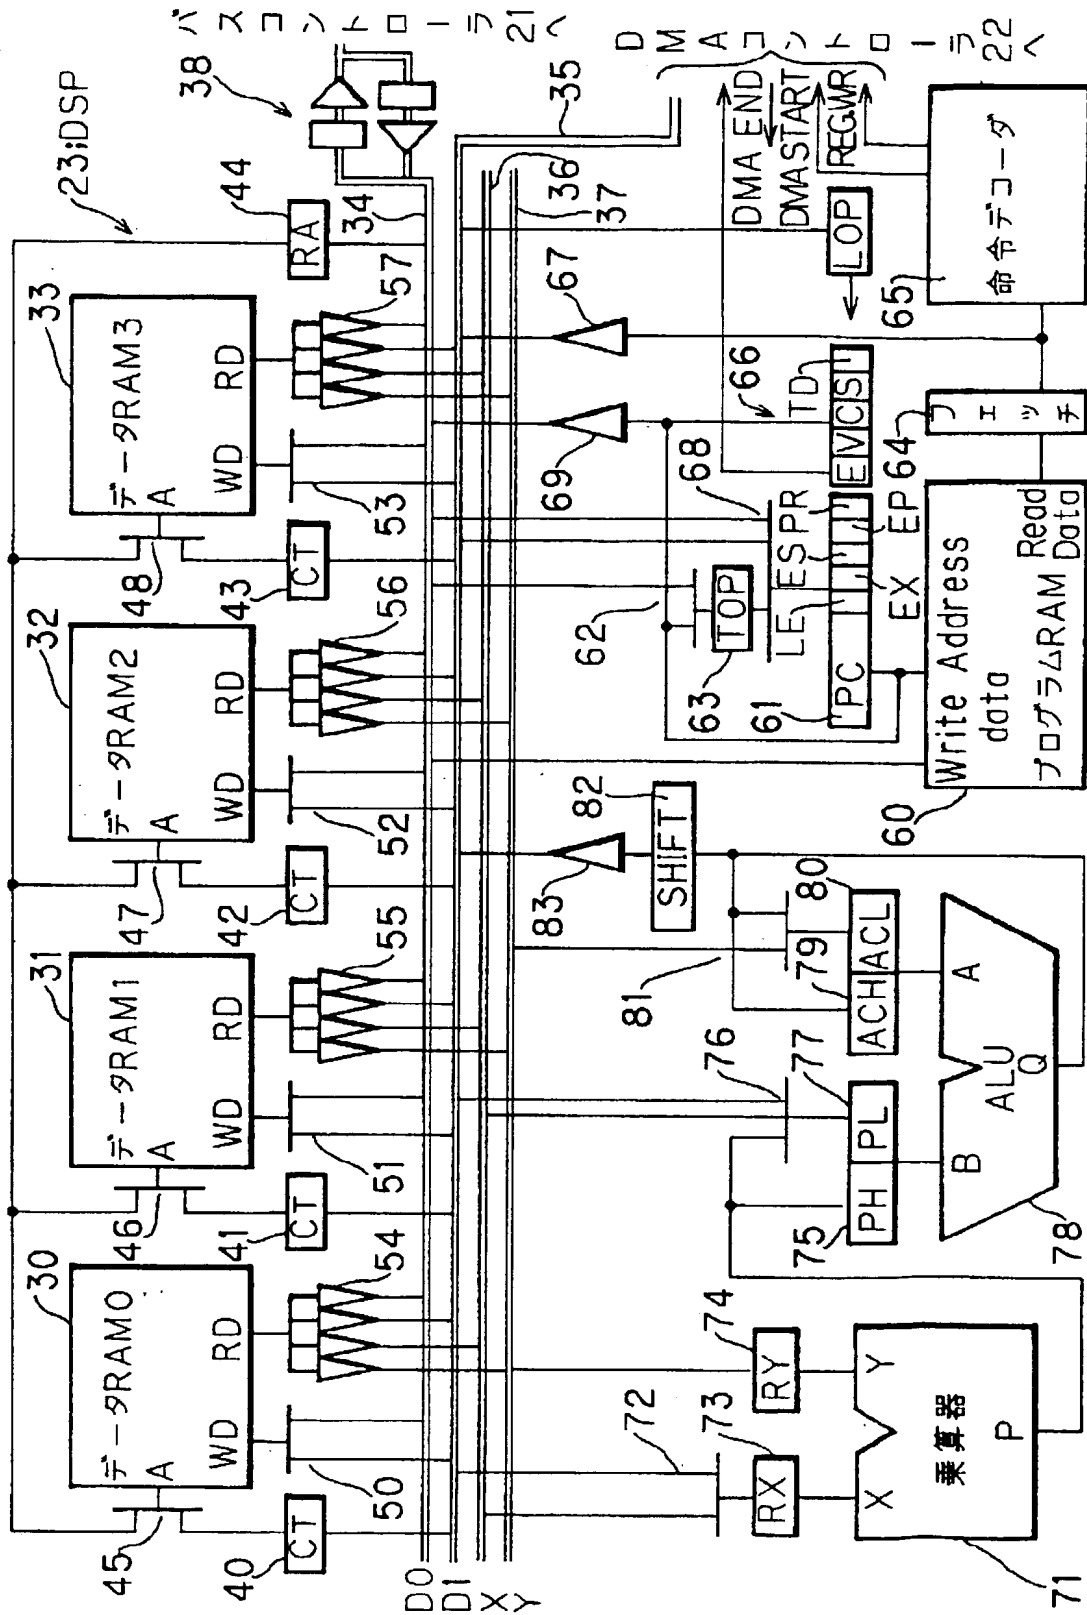 バスコントローラ21へ
38
23;DSP
DMAコントローラ22へ
33
データRAM3
A
WD
RD
44
RA
34
57
53
48
43
CT
32
データRAM2
A
WD
RD
56
52
47
42
CT
31
データRAM1
A
WD
RD
55
51
46
41
CT
30
データRAM0
A
WD
RD
54
50
45
40
CT
D0
D1
X
Y
35
36
37
DMA END
DMASTART
REGWR
LOP
67
69
66
TD
E V C S
68
62
TOP
63
LE
ES
PR
PC
EX
EP
61
64
フェッチ
65
命令デコーダ
60
Write Address
data
プログラムRAM
Read
Data
82
SHIFT
83
81
79
80
ACH
ACL
76
77
75
PH
PL
A
B
ALU
Q
78
74
RY
72
73
RX
X
Y
乗算器
P
71